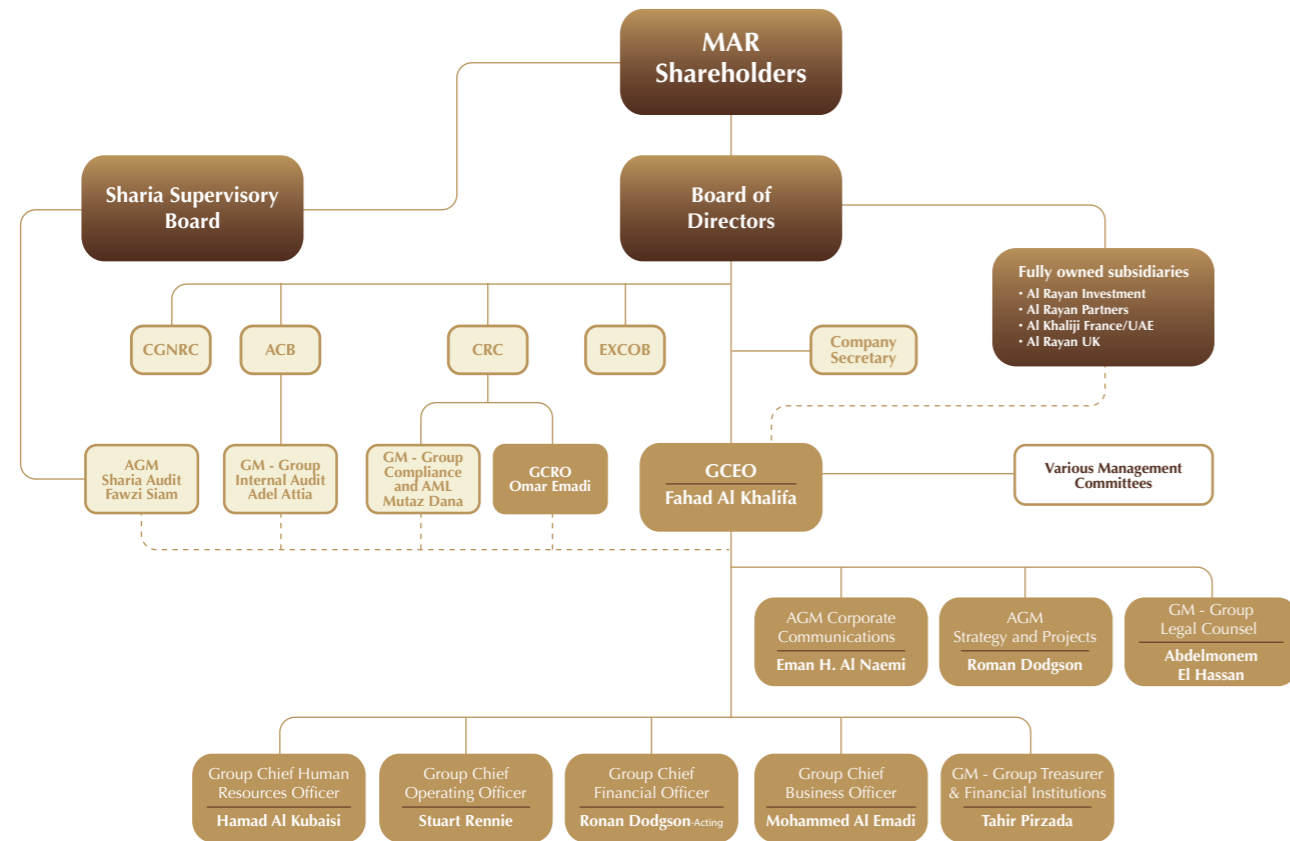 MAR
Shareholders
Sharia Supervisory
Board
Board of
Directors
Fully owned subsidiaries
• Al Rayan Investment
• Al Rayan Partners
• Al Khaliji France/UAE
• Al Rayan UK
CGNRC
ACB
CRC
EXCOB
Company
Secretary
AGM
Sharia Audit
Fawzi Siam
GM - Group
Internal Audit
Adel Attia
GM - Group
Compliance
and AML
Mutaz Dana
GCRO
Omar Emadi
GCEO
Fahad Al Khalifa
Various Management
Committees
AGM Corporate
Communications
Eman H. Al Naemi
AGM
Strategy and Projects
Roman Dodgson
GM - Group
Legal Counsel
Abdelmonem
El Hassan
Group Chief Human
Resources Officer
Hamad Al Kubaisi
Group Chief
Operating Officer
Stuart Rennie
Group Chief
Financial Officer
Ronan Dodgson-Acting
Group Chief
Business Officer
Mohammed Al Emadi
GM - Group Treasurer
& Financial Institutions
Tahir Pirzada